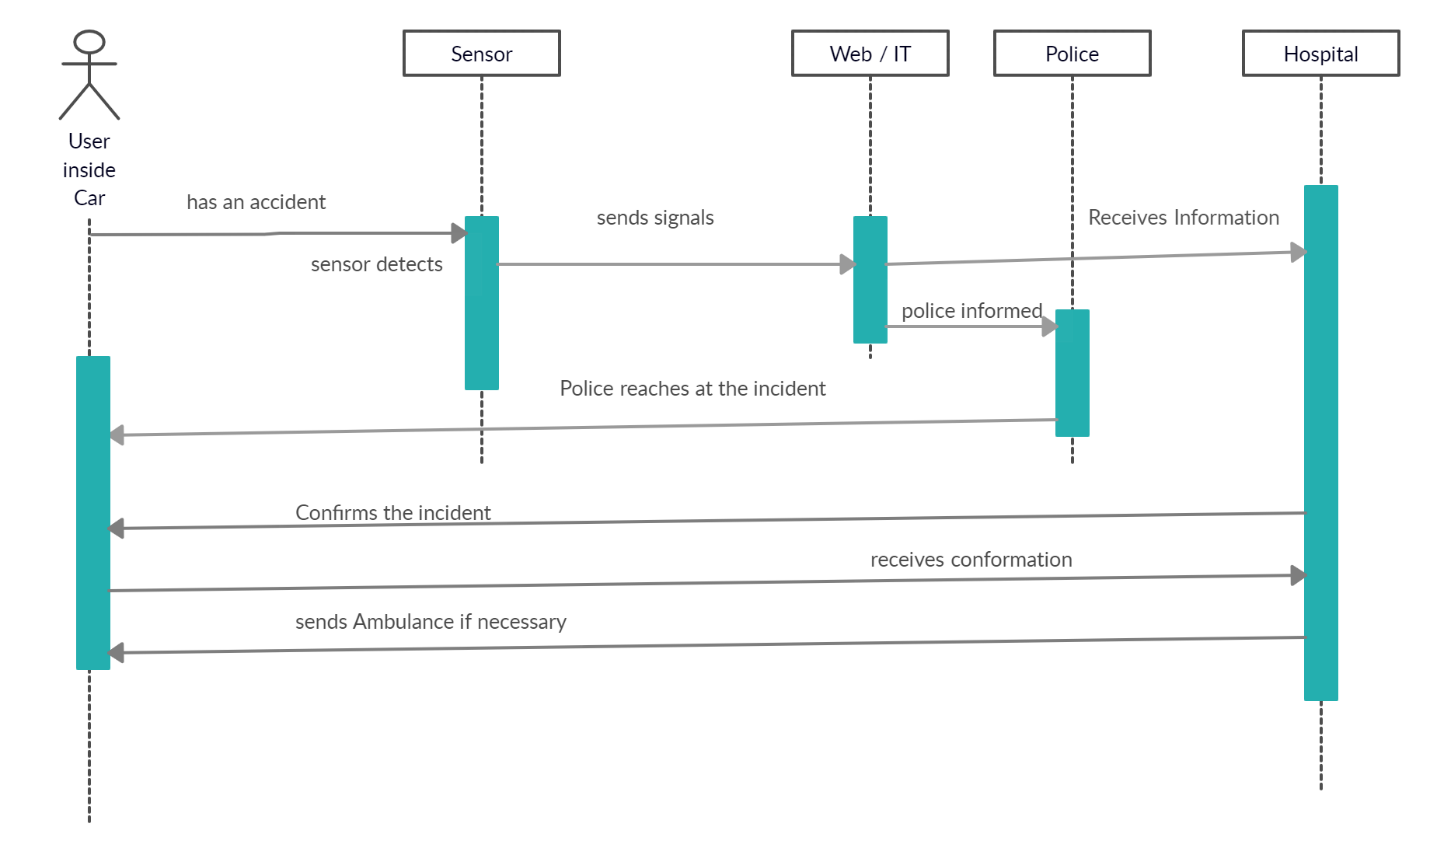 Sensor
Web / IT
Police
Hospital
User
inside
Car
has an accident
sends signals
Receives Information
sensor detects
police informed
Police reaches at the incident
Confirms the incident
receives conformation
sends Ambulance if necessary